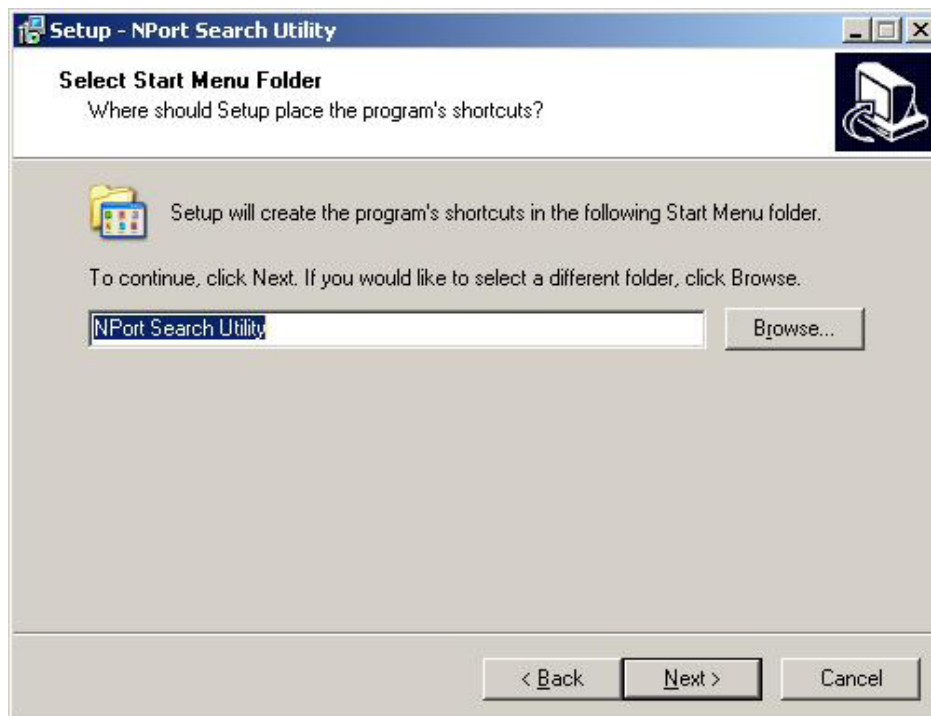 Setup - NPort Search Utility
Select Start Menu Folder
Where should Setup place the program's shortcuts?
Setup will create the program's shortcuts in the following Start Menu folder.
To continue, click Next. If you would like to select a different folder, click Browse.
NPort Search Utility
Browse...
< Back
Next >
Cancel